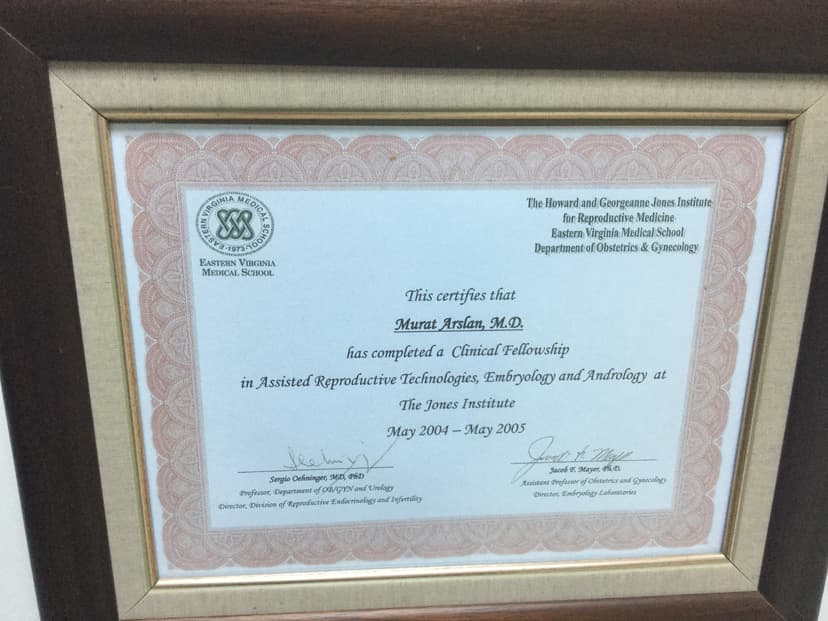 EASTERN VIRGINIA MEDICAL SCHOOL
·1973·
EASTERN VIRGINIA
MEDICAL SCHOOL
The Howard and Georgeanne Jones Institute
for Reproductive Medicine
Eastern Virginia Medical School
Department of Obstetrics & Gynecology
This certifies that
Murat Arslan, M.D.
has completed a Clinical Fellowship
in Assisted Reproductive Technologies, Embryology and Andrology at
The Jones Institute
May 2004 – May 2005
Sergio Oehninger, MD, PhD
Professor, Department of OB/GYN and Urology
Director, Division of Reproductive Endocrinology and Infertility
Jacob F. Mayer, Ph.D.
Assistant Professor of Obstetrics and Gynecology
Director, Embryology Laboratories